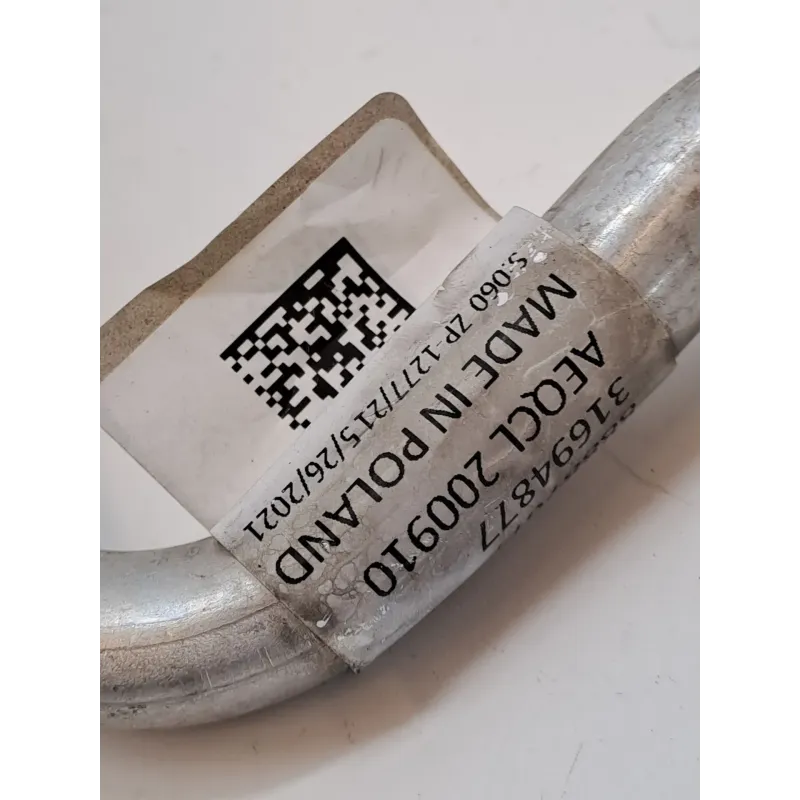 31694877
AEQCL 200910
MADE IN POLAND
S:060 ZP-1277/21 5/26/2021